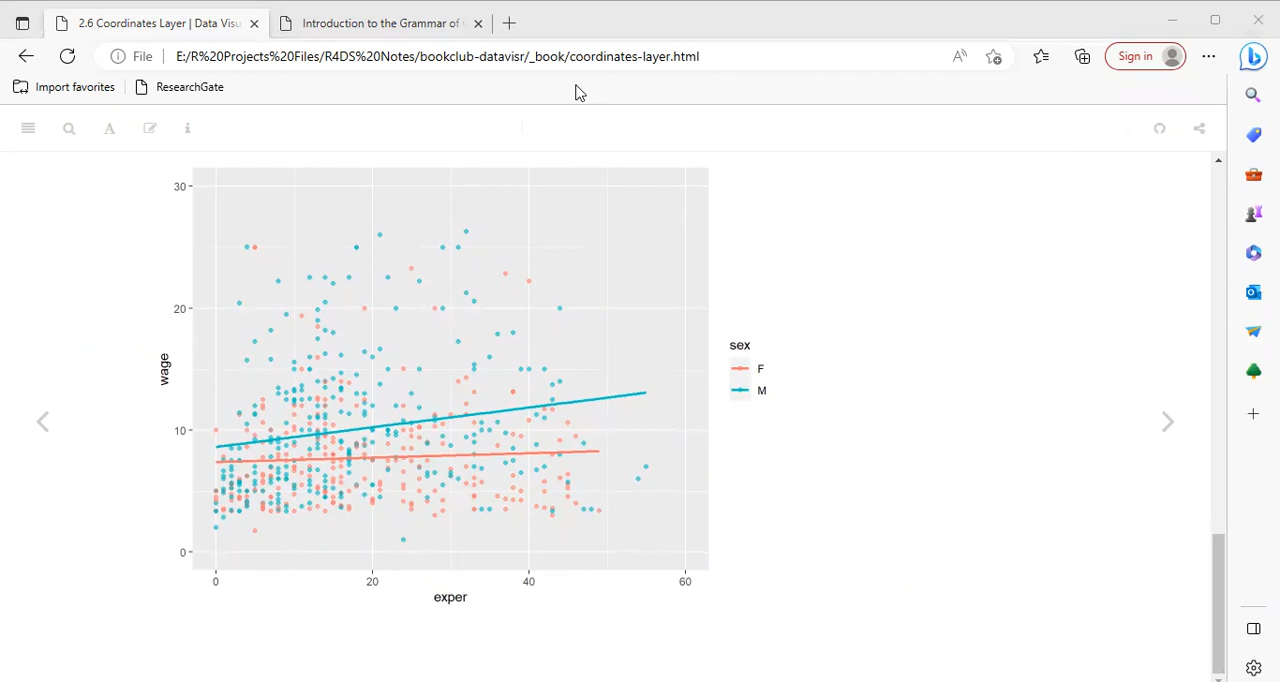 2.6 Coordinates Layer | Data Visu
Introduction to the Grammar of
File
E:/R%20Projects%20Files/R4DS%20Notes/bookclub-datavisr/_book/coordinates-layer.html
Sign in
Import favorites
ResearchGate
30
20
10
0
wage
0 20 40 60
exper
sex
F
M